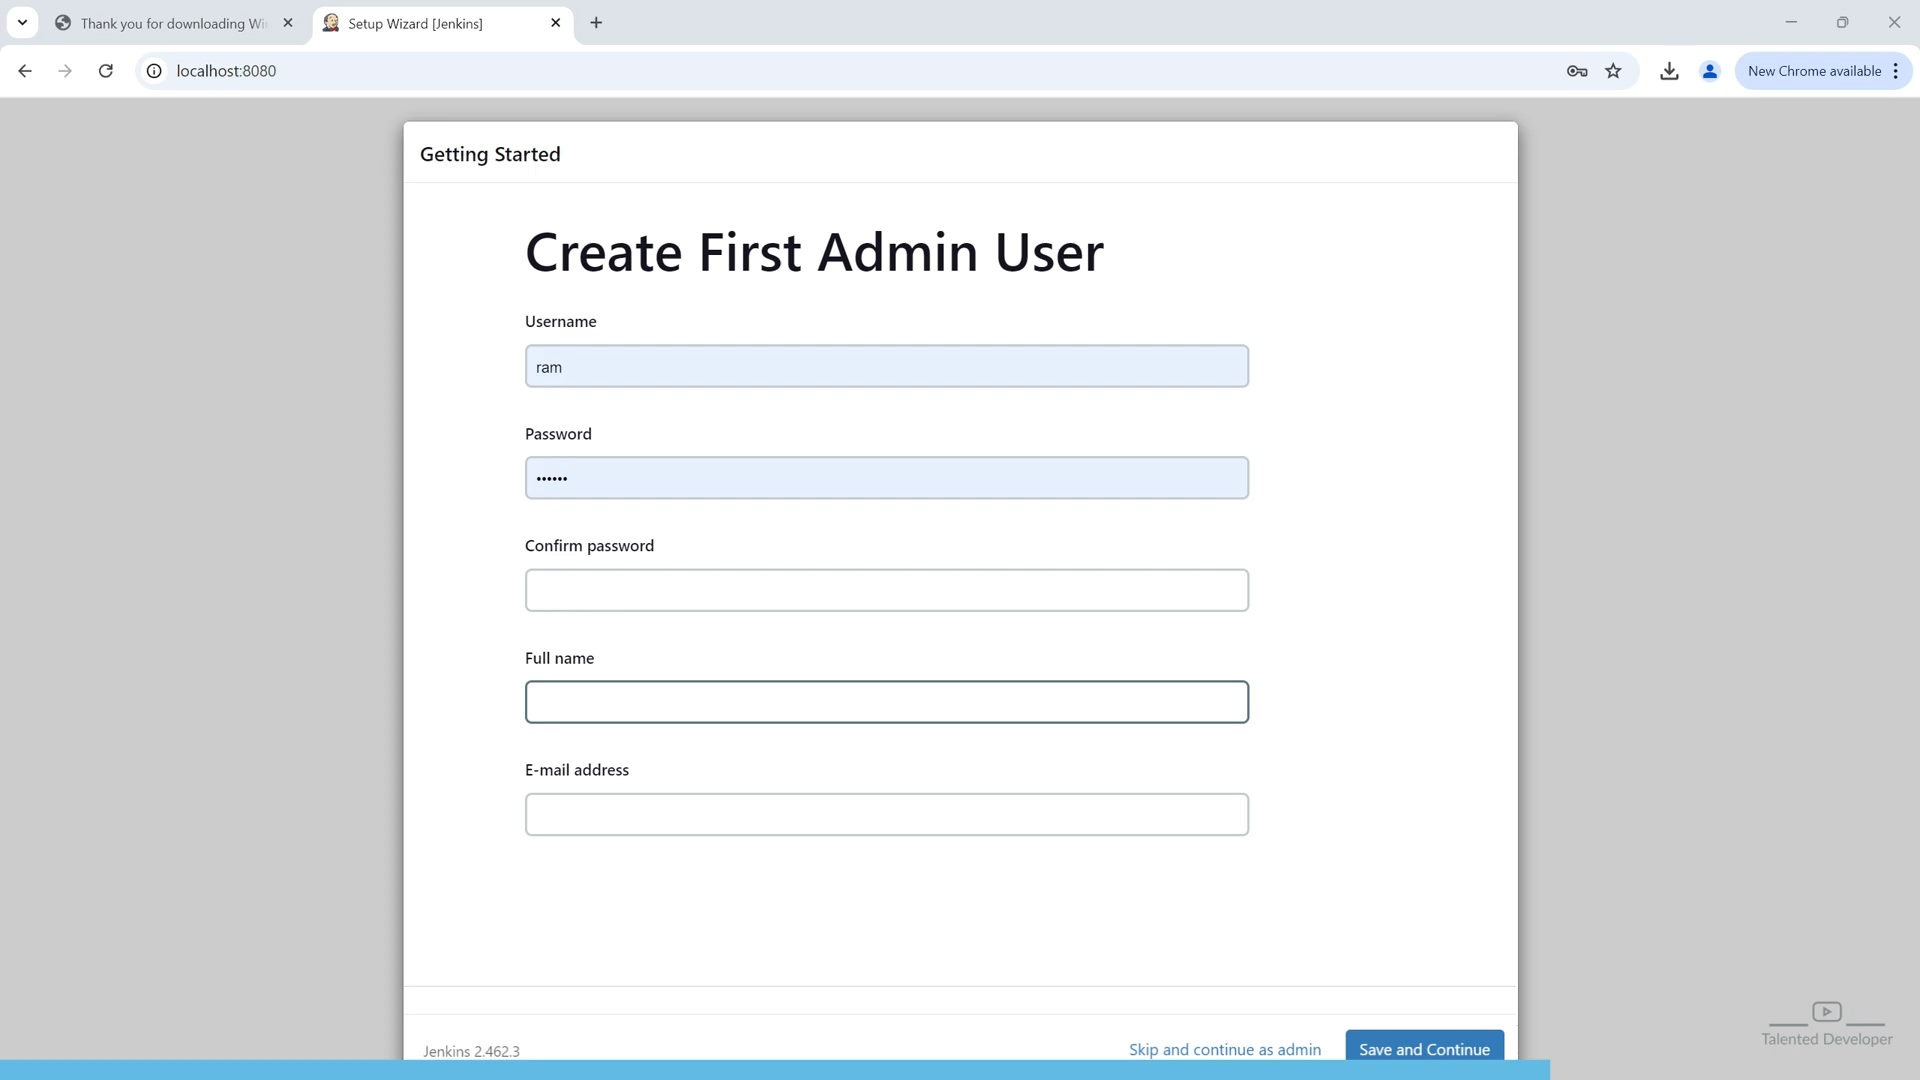 Thank you for downloading Wi
Setup Wizard [Jenkins]
localhost:8080
New Chrome available
Getting Started
Create First Admin User
Username
ram
Password
••••••
Confirm password
Full name
E-mail address
Jenkins 2.462.3
Skip and continue as admin
Save and Continue
Talented Developer